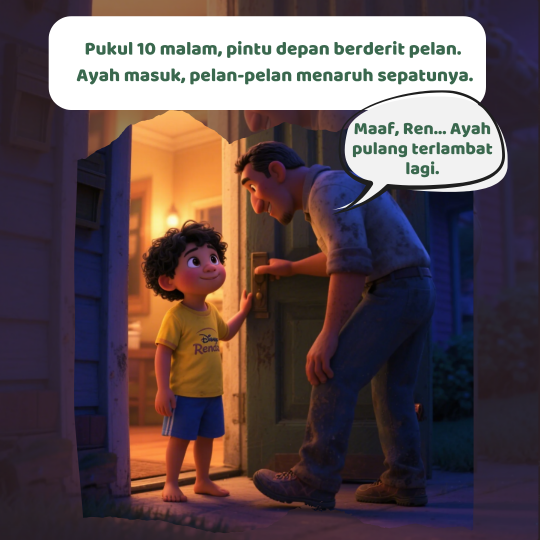 Pukul 10 malam, pintu depan berderit pelan.
Ayah masuk, pelan-pelan menaruh sepatunya.
Maaf, Ren... Ayah
pulang terlambat
lagi.
Disney